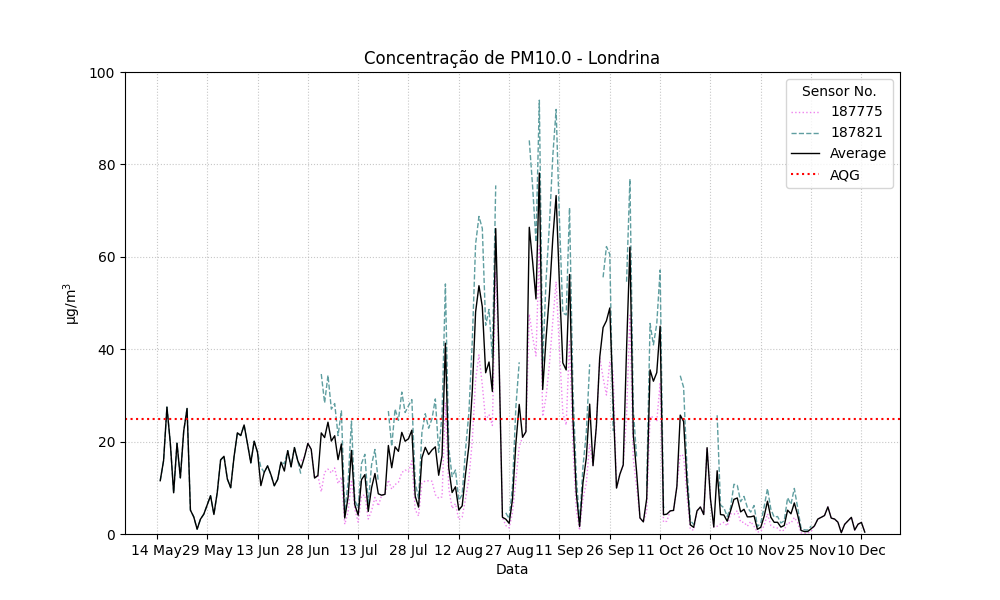 Concentração de PM10.0 - Londrina
Sensor No.
187775
187821
Average
AQG
100
80
60
40
20
0
µg/m³
14 May 29 May 13 Jun 28 Jun 13 Jul 28 Jul 12 Aug 27 Aug 11 Sep 26 Sep 11 Oct 26 Oct 10 Nov 25 Nov 10 Dec
Data